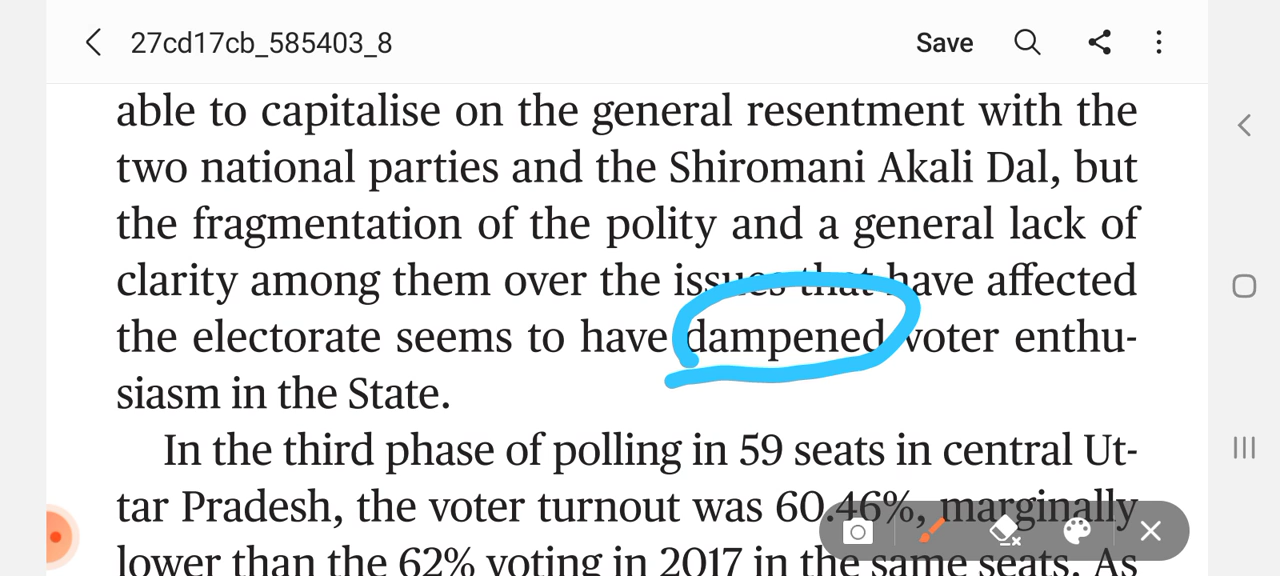 27cd17cb_585403_8 Save
able to capitalise on the general resentment with the
two national parties and the Shiromani Akali Dal, but
the fragmentation of the polity and a general lack of
clarity among them over the issues that have affected
the electorate seems to have dampened voter enthu-
siasm in the State.
In the third phase of polling in 59 seats in central Ut-
tar Pradesh, the voter turnout was 60.46%, marginally
lower than the 62% voting in 2017 in the same seats. As